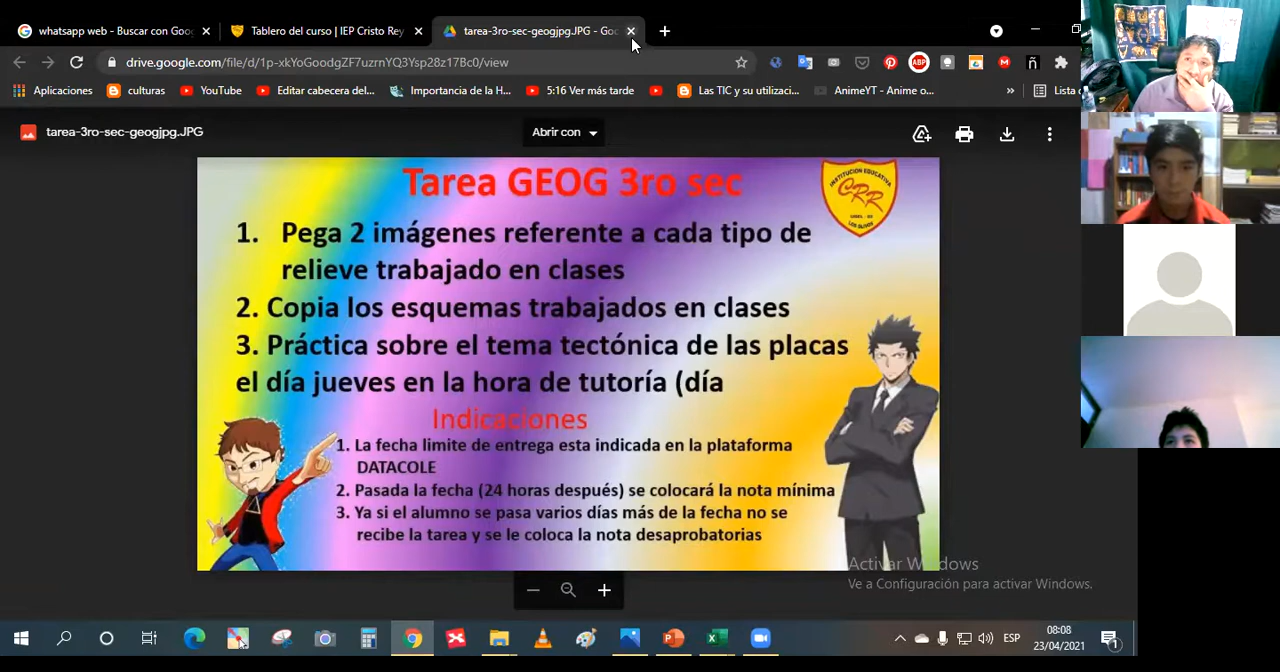 whatsapp web - Buscar con Goo
Tablero del curso | IEP Cristo Rey
tarea-3ro-sec-geogjpg.JPG - Goo
drive.google.com/file/d/1p-xkYoGoodgZF7uzrnYQ3Ysp28z17Bc0/view
ABP
Aplicaciones
culturas
YouTube
Editar cabecera del...
Importancia de la H...
5:16 Ver más tarde
Las TIC y su utilizaci...
AnimeYT - Anime o...
»
Lista d
tarea-3ro-sec-geogjpg.JPG
Abrir con
Tarea GEOG 3ro sec
INSTITUCION EDUCATIVA
CRR
LOS OLIVOS
1. Pega 2 imágenes referente a cada tipo de
relieve trabajado en clases
2. Copia los esquemas trabajados en clases
3. Práctica sobre el tema tectónica de las placas
el día jueves en la hora de tutoría (día
Indicaciones
1. La fecha limite de entrega esta indicada en la plataforma
DATACOLE
2. Pasada la fecha (24 horas después) se colocará la nota mínima
3. Ya si el alumno se pasa varios días más de la fecha no se
recibe la tarea y se le coloca la nota desaprobatorias
Activar Windows
Ve a Configuración para activar Windows.
ESP
08:08
23/04/2021
1